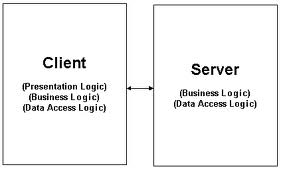 Client
(Presentation Logic)
(Business Logic)
(Data Access Logic)
Server
(Business Logic)
(Data Access Logic)